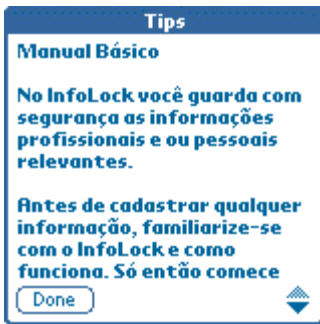 Tips
Manual Básico
No InfoLock você guarda com
segurança as informações
profissionais e ou pessoais
relevantes.
Antes de cadastrar qualquer
informação, familiarize-se
com o InfoLock e como
funciona. Só então comece
Done